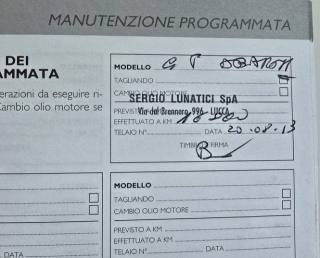 MANUTENZIONE PROGRAMMATA
DEI
AMMATA
erazioni da eseguire n-
Cambio olio motore se
MODELLO G P ABARTH
TAGLIANDO
CAMBIO OLIO MOTORE
SERGIO LUNATICI SpA
PREVISTO A KM
Via del Brennero, 996 - LUCCA
EFFETTUATO A KM
TELAIO N° DATA 20.08.13
TIMBRO FIRMA
MODELLO
TAGLIANDO
CAMBIO OLIO MOTORE
PREVISTO A KM
EFFETTUATO A KM
DATA
TELAIO N° DATA